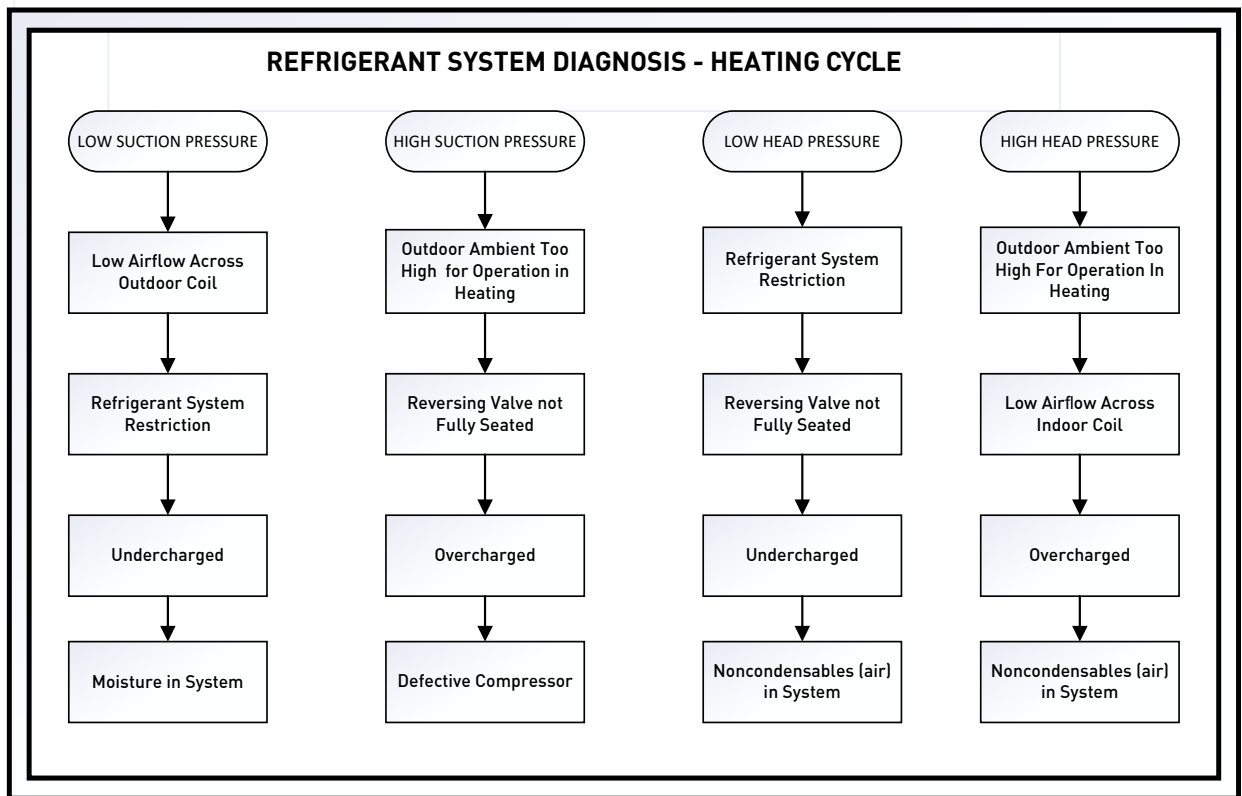 REFRIGERANT SYSTEM DIAGNOSIS - HEATING CYCLE
LOW SUCTION PRESSURE
Low Airflow Across
Outdoor Coil
Refrigerant System
Restriction
Undercharged
Moisture in System
HIGH SUCTION PRESSURE
Outdoor Ambient Too
High for Operation in
Heating
Reversing Valve not
Fully Seated
Overcharged
Defective Compressor
LOW HEAD PRESSURE
Refrigerant System
Restriction
Reversing Valve not
Fully Seated
Undercharged
Noncondensables (air)
in System
HIGH HEAD PRESSURE
Outdoor Ambient Too
High For Operation In
Heating
Low Airflow Across
Indoor Coil
Overcharged
Noncondensables (air)
in System